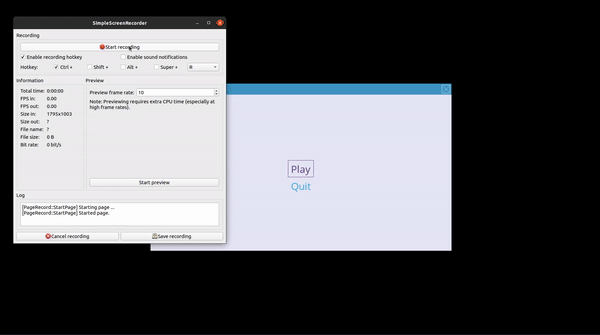 SimpleScreenRecorder
Recording
Start recording
Enable recording hotkey Enable sound notifications
Hotkey: Ctrl + Shift + Alt + Super + R
Information
Total time: 0:00:00
FPS in: 0.00
FPS out: 0.00
Size in: 1795x1003
Size out: ?
File name: ?
File size: 0 B
Bit rate: 0 bit/s
Preview
Preview frame rate: 10
Note: Previewing requires extra CPU time (especially at
high frame rates).
Start preview
Log
[PageRecord::StartPage] Starting page ...
[PageRecord::StartPage] Started page.
Cancel recording Save recording
Play
Quit